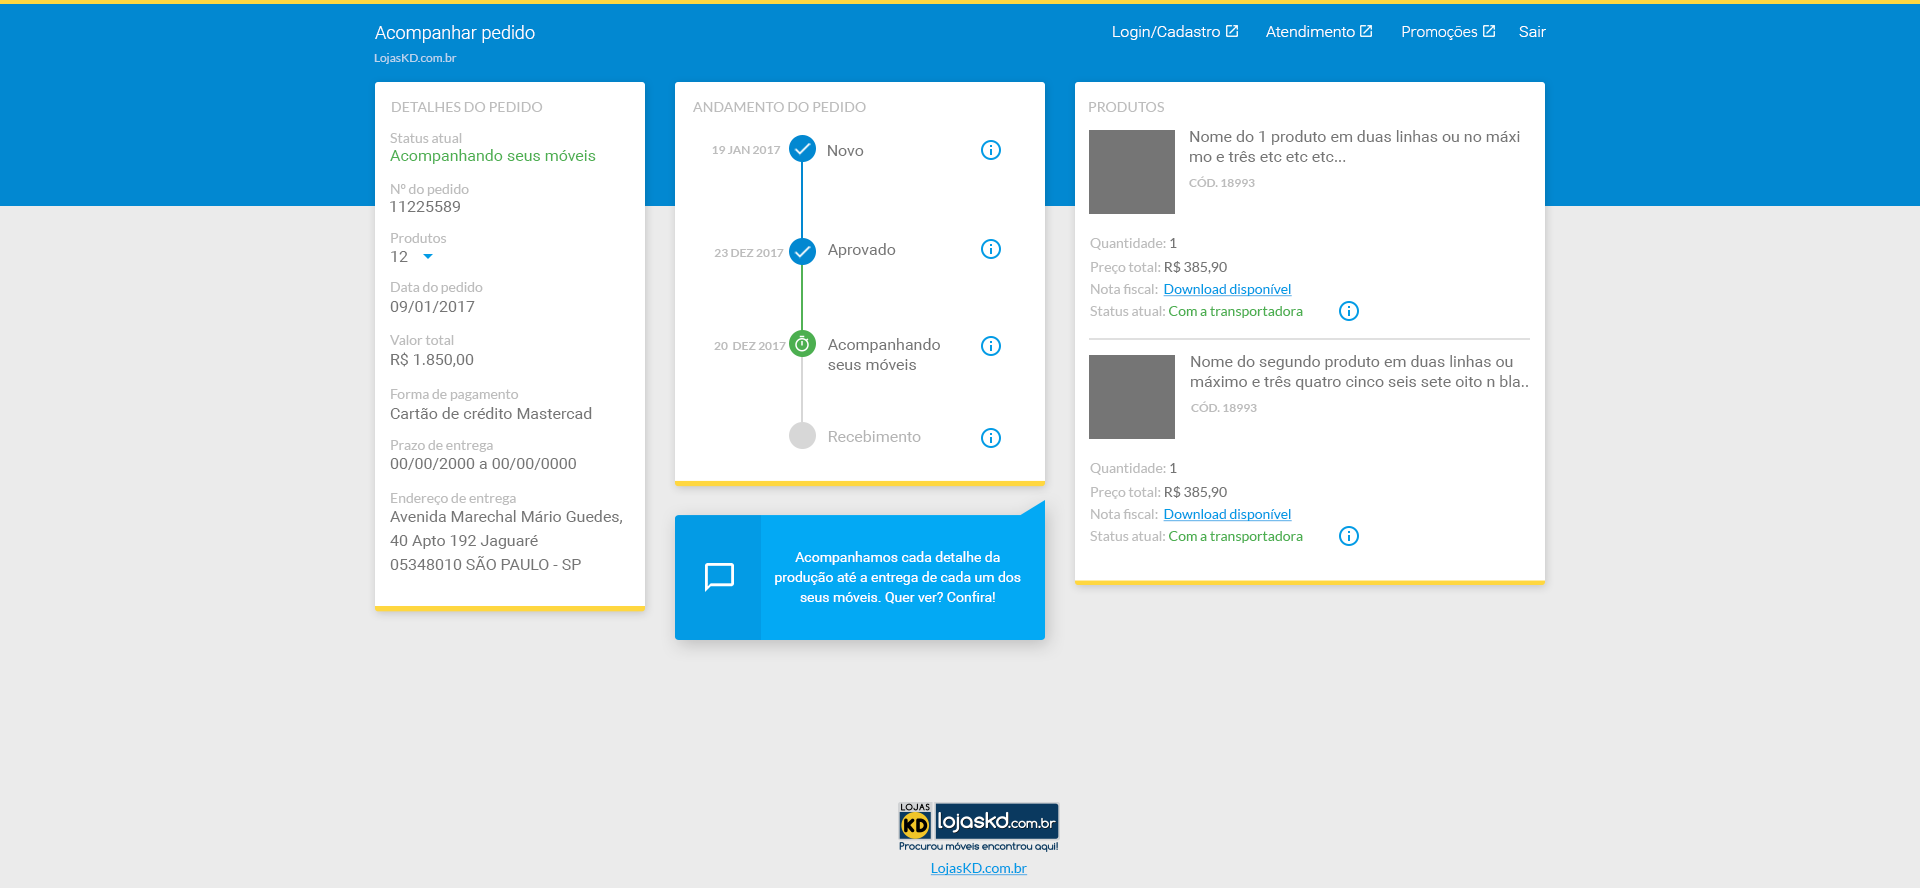 Acompanhar pedido
LojasKD.com.br
Login/Cadastro
Atendimento
Promoções
Sair
DETALHES DO PEDIDO
Status atual
Acompanhando seus móveis
Nº do pedido
11225589
Produtos
12
Data do pedido
09/01/2017
Valor total
R$ 1.850,00
Forma de pagamento
Cartão de crédito Mastercad
Prazo de entrega
00/00/2000 a 00/00/0000
Endereço de entrega
Avenida Marechal Mário Guedes,
40 Apto 192 Jaguaré
05348010 SÃO PAULO - SP
ANDAMENTO DO PEDIDO
19 JAN 2017
Novo
23 DEZ 2017
Aprovado
20 DEZ 2017
Acompanhando
seus móveis
Recebimento
Acompanhamos cada detalhe da
produção até a entrega de cada um dos
seus móveis. Quer ver? Confira!
PRODUTOS
Nome do 1 produto em duas linhas ou no máxi
mo e três etc etc etc...
CÓD. 18993
Quantidade: 1
Preço total: R$ 385,90
Nota fiscal: Download disponível
Status atual: Com a transportadora
Nome do segundo produto em duas linhas ou
máximo e três quatro cinco seis sete oito n bla..
CÓD. 18993
Quantidade: 1
Preço total: R$ 385,90
Nota fiscal: Download disponível
Status atual: Com a transportadora
LOJAS
KD
lojaskd.com.br
Procurou móveis encontrou aqui!
LojasKD.com.br